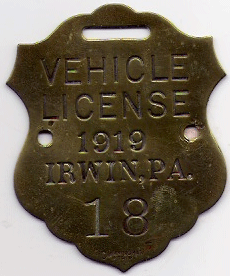 VEHICLE
LICENSE
1919
IRWIN, PA.
18